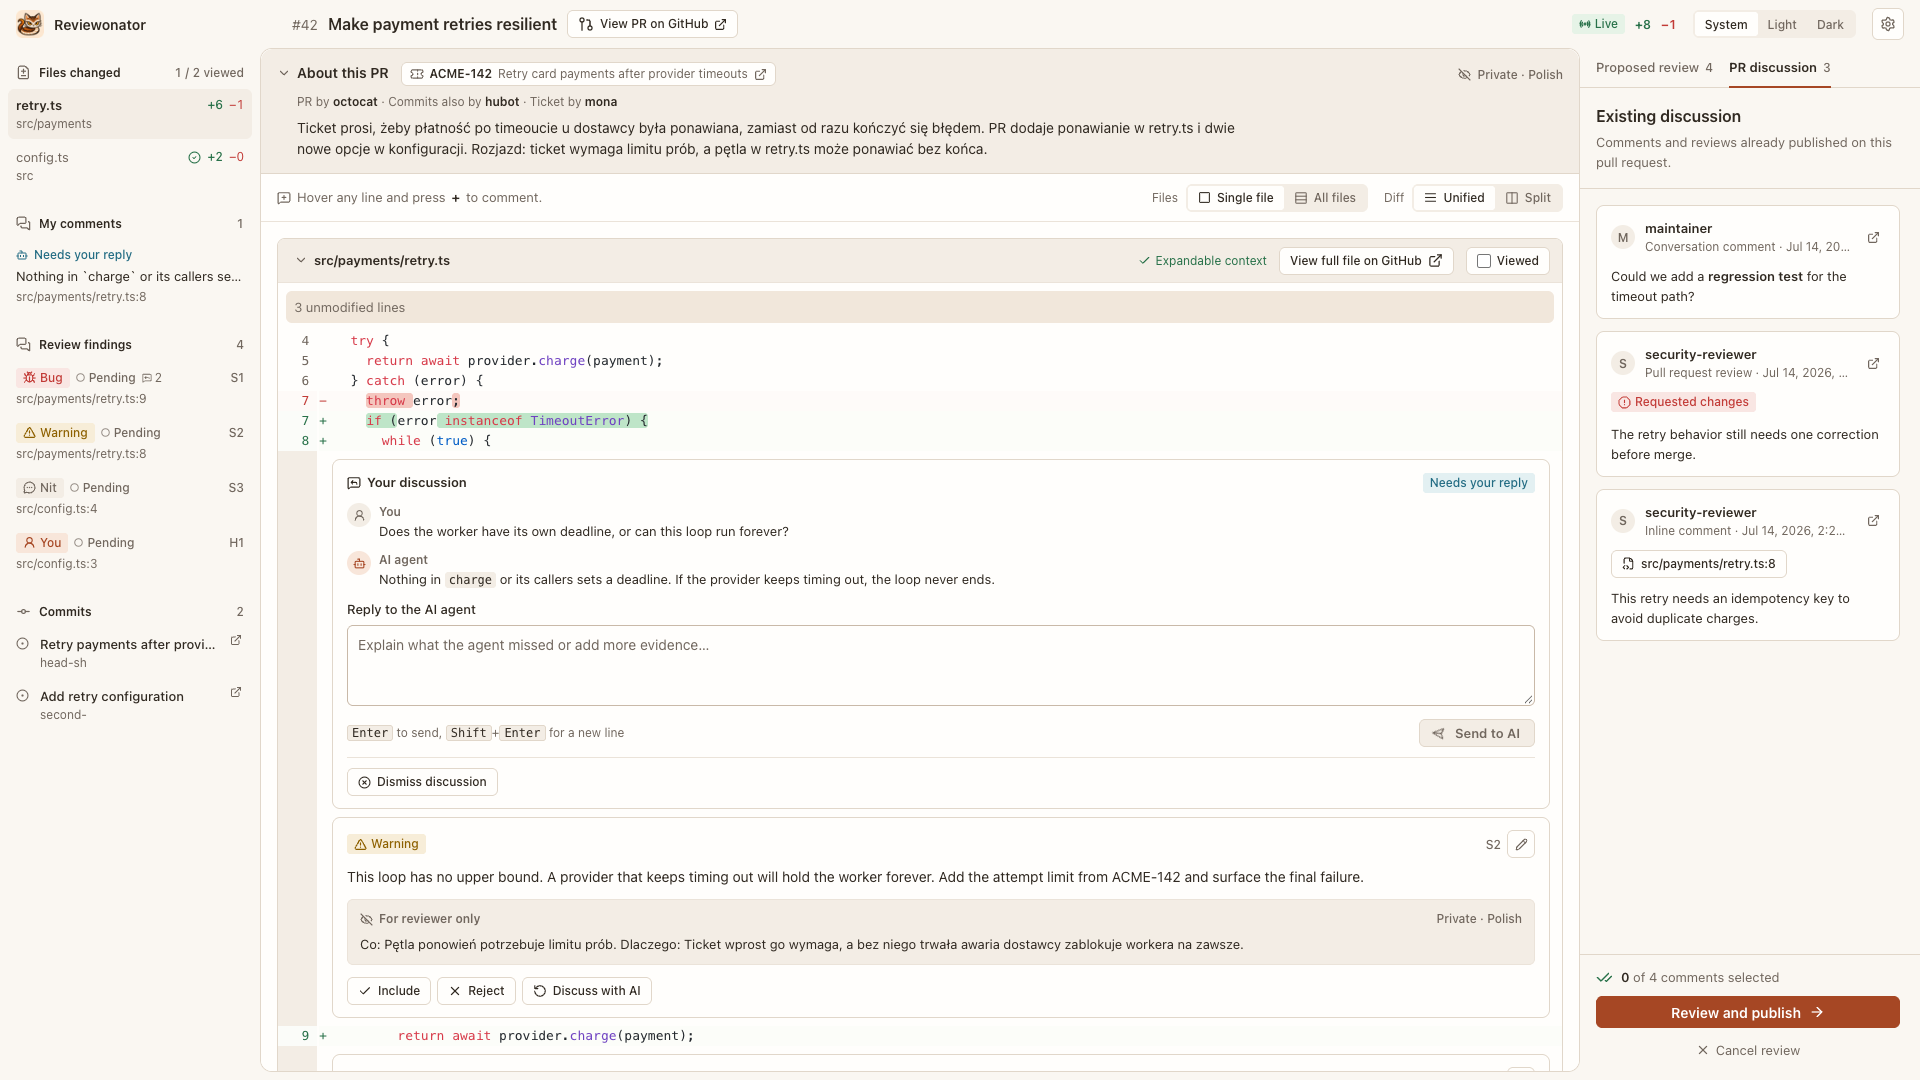 Reviewonator
#42 Make payment retries resilient View PR on GitHub
Live +8 −1 System Light Dark
Files changed 1 / 2 viewed
retry.ts +6 −1
src/payments
config.ts +2 −0
src
My comments 1
Needs your reply
Nothing in `charge` or its callers se...
src/payments/retry.ts:8
Review findings 4
Bug Pending 2 S1
src/payments/retry.ts:9
Warning Pending S2
src/payments/retry.ts:8
Nit Pending S3
src/config.ts:4
You Pending H1
src/config.ts:3
Commits 2
Retry payments after provi...
head-sh
Add retry configuration
second-
About this PR ACME-142 Retry card payments after provider timeouts Private · Polish
PR by octocat · Commits also by hubot · Ticket by mona
Ticket prosi, żeby płatność po timeoucie u dostawcy była ponawiana, zamiast od razu kończyć się błędem. PR dodaje ponawianie w retry.ts i dwie
nowe opcje w konfiguracji. Rozjazd: ticket wymaga limitu prób, a pętla w retry.ts może ponawiać bez końca.
Hover any line and press + to comment. Files Single file All files Diff Unified Split
src/payments/retry.ts Expandable context View full file on GitHub Viewed
3 unmodified lines
4 try {
5 return await provider.charge(payment);
6 } catch (error) {
7 − throw error;
7 + if (error instanceof TimeoutError) {
8 + while (true) {
Your discussion Needs your reply
You
Does the worker have its own deadline, or can this loop run forever?
AI agent
Nothing in charge or its callers sets a deadline. If the provider keeps timing out, the loop never ends.
Reply to the AI agent
Explain what the agent missed or add more evidence...
Enter to send, Shift+Enter for a new line Send to AI
Dismiss discussion
Warning S2
This loop has no upper bound. A provider that keeps timing out will hold the worker forever. Add the attempt limit from ACME-142 and surface the final failure.
For reviewer only Private · Polish
Co: Pętla ponowień potrzebuje limitu prób. Dlaczego: Ticket wprost go wymaga, a bez niego trwała awaria dostawcy zablokuje workera na zawsze.
Include Reject Discuss with AI
9 + return await provider.charge(payment);
Proposed review 4 PR discussion 3
Existing discussion
Comments and reviews already published on this
pull request.
M maintainer
Conversation comment · Jul 14, 20...
Could we add a regression test for the
timeout path?
S security-reviewer
Pull request review · Jul 14, 2026, ...
Requested changes
The retry behavior still needs one correction
before merge.
S security-reviewer
Inline comment · Jul 14, 2026, 2:2...
src/payments/retry.ts:8
This retry needs an idempotency key to
avoid duplicate charges.
0 of 4 comments selected
Review and publish
Cancel review